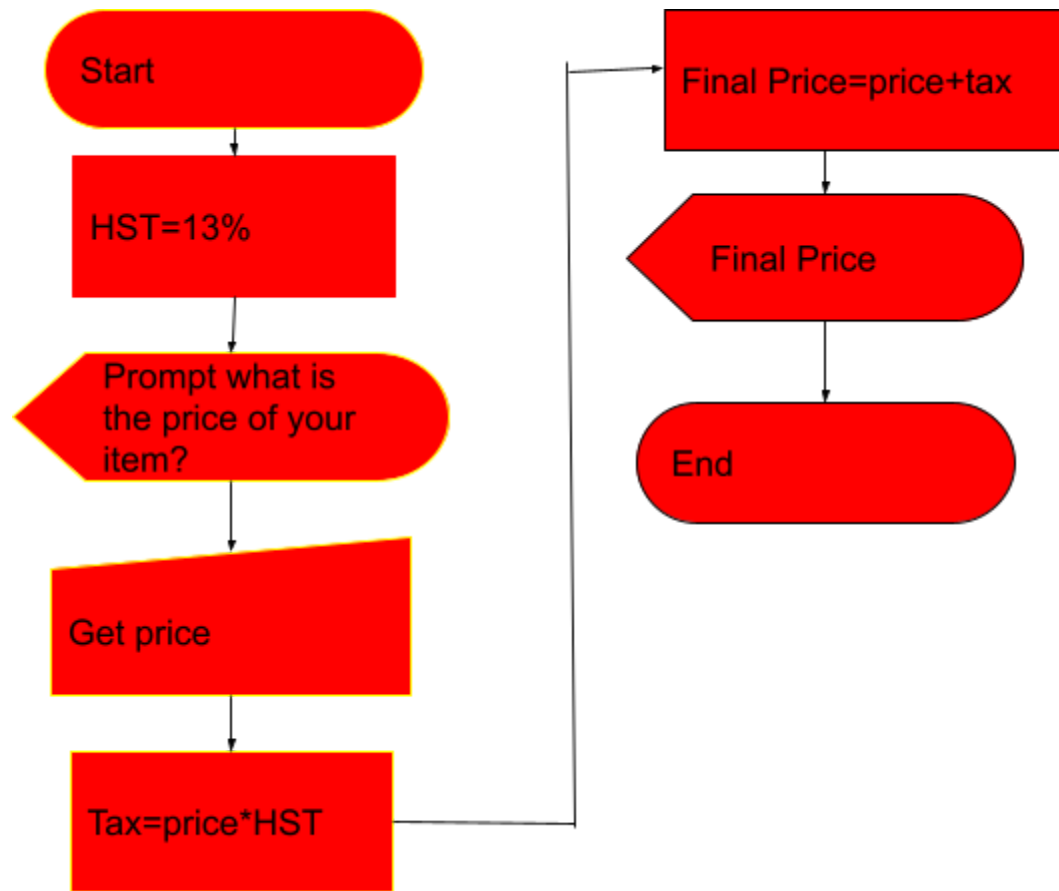 Start
HST=13%
Prompt what is
the price of your
item?
Get price
Tax=price*HST
Final Price=price+tax
Final Price
End